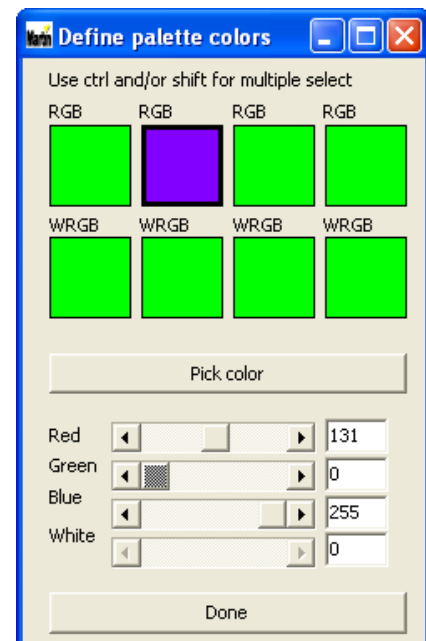 Martin Define palette colors
Use ctrl and/or shift for multiple select
RGB RGB RGB RGB
WRGB WRGB WRGB WRGB
Pick color
Red 131
Green 0
Blue 255
White 0
Done